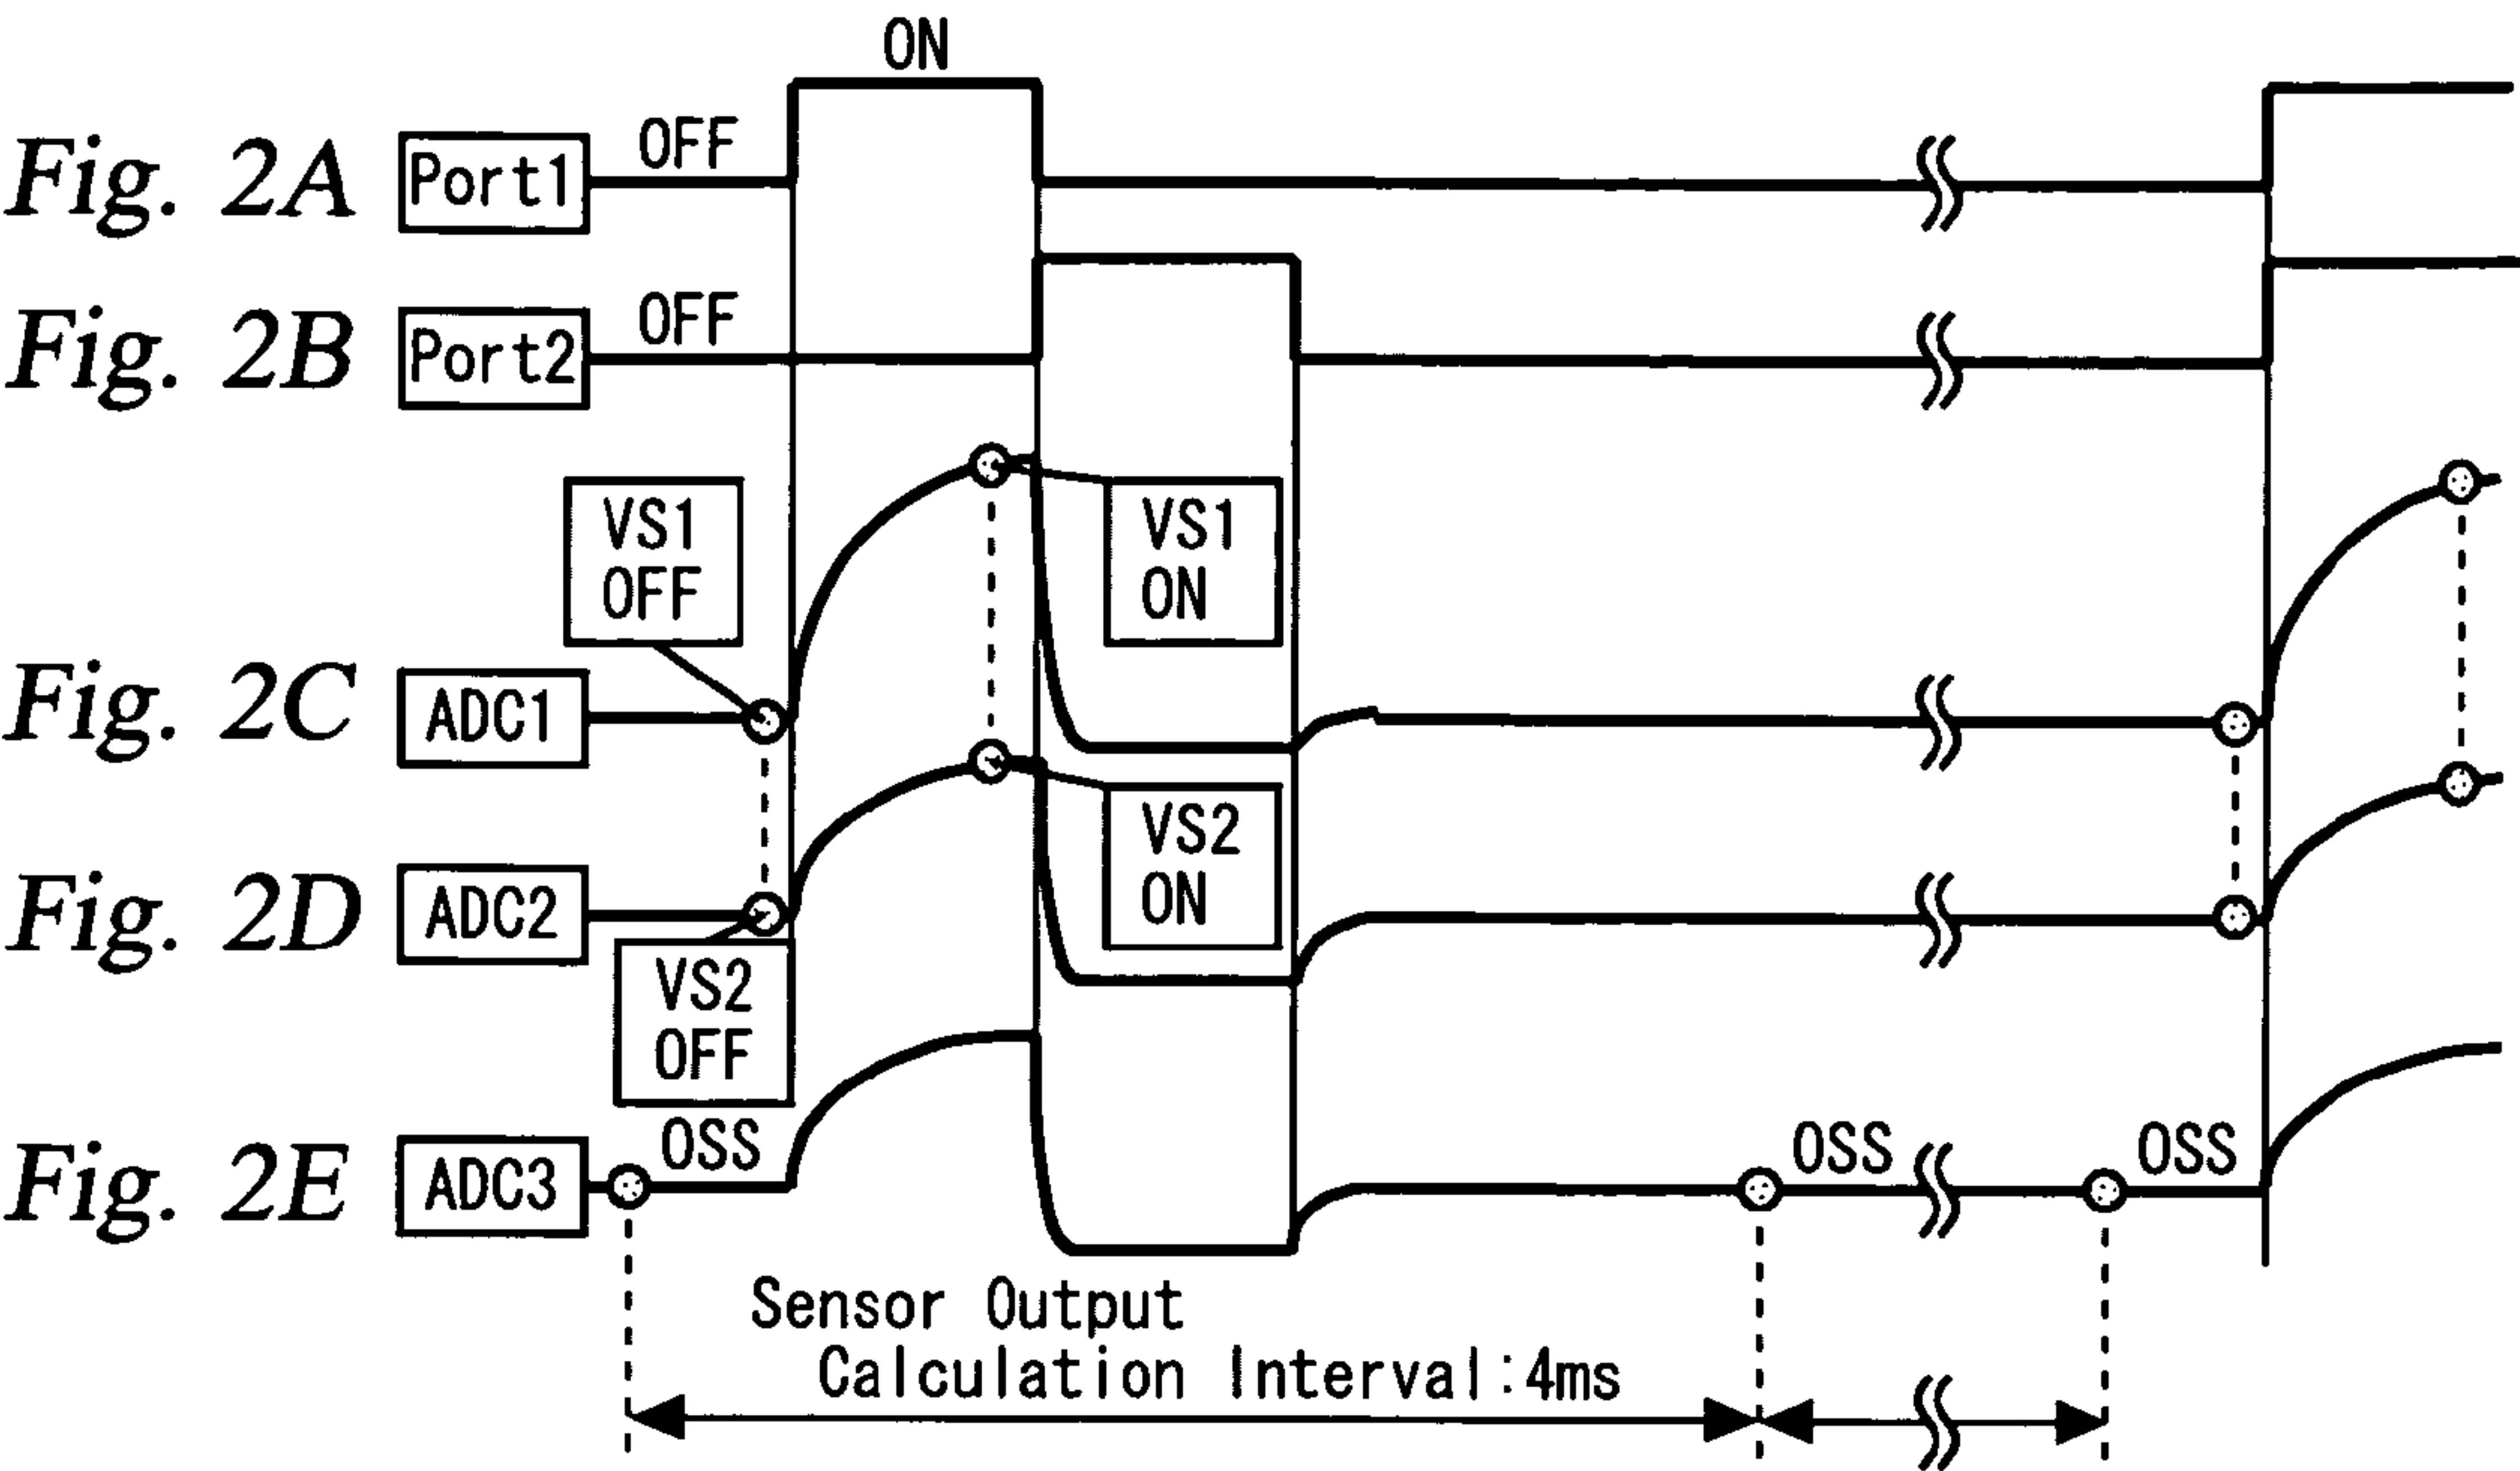 ON
Fig. 2A
Port1
OFF
Fig. 2B
Port2
OFF
VS1
OFF
VS1
ON
Fig. 2C
ADC1
VS2
ON
Fig. 2D
ADC2
VS2
OFF
Fig. 2E
ADC3
OSS
OSS
OSS
Sensor Output
Calculation Interval:4ms